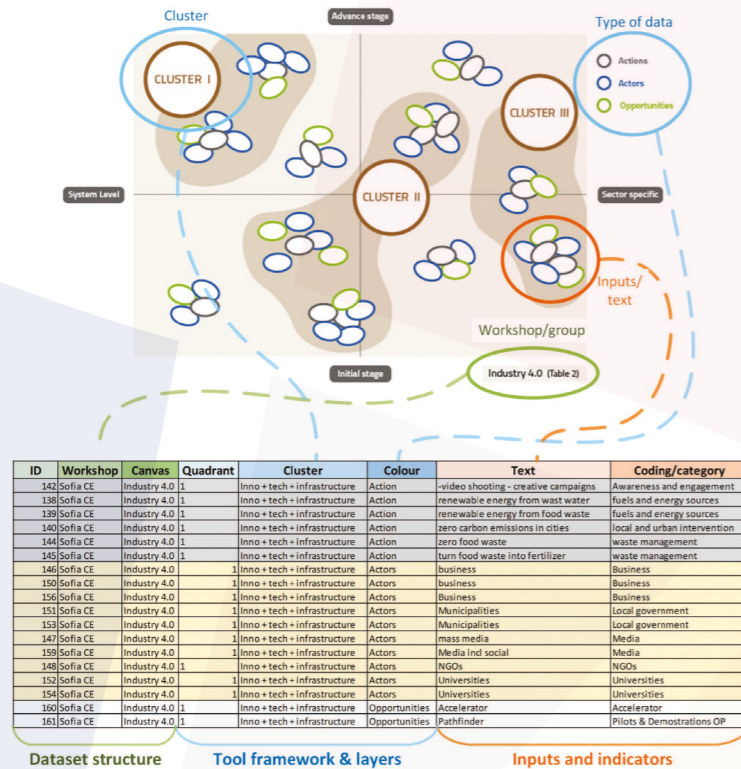 Cluster
Advance stage
Type of data
CLUSTER I
Actions
Actors
Opportunities
CLUSTER III
System Level
CLUSTER II
Sector specific
Inputs/
text
Workshop/group
Initial stage
Industry 4.0 (Table 2)
ID Workshop Canvas Quadrant Cluster Colour Text Coding/category
142 Sofia CE Industry 4.0 1 Inno + tech + infrastructure Action -video shooting - creative campaigns Awareness and engagement
138 Sofia CE Industry 4.0 1 Inno + tech + infrastructure Action renewable energy from wast water fuels and energy sources
139 Sofia CE Industry 4.0 1 Inno + tech + infrastructure Action renewable energy from food waste fuels and energy sources
140 Sofia CE Industry 4.0 1 Inno + tech + infrastructure Action zero carbon emissions in cities local and urban intervention
144 Sofia CE Industry 4.0 1 Inno + tech + infrastructure Action zero food waste waste management
145 Sofia CE Industry 4.0 1 Inno + tech + infrastructure Action turn food waste into fertilizer waste management
146 Sofia CE Industry 4.0 1 Inno + tech + infrastructure Actors business Business
150 Sofia CE Industry 4.0 1 Inno + tech + infrastructure Actors business Business
156 Sofia CE Industry 4.0 1 Inno + tech + infrastructure Actors business Business
151 Sofia CE Industry 4.0 1 Inno + tech + infrastructure Actors Municipalities Local government
153 Sofia CE Industry 4.0 1 Inno + tech + infrastructure Actors Municipalities Local government
147 Sofia CE Industry 4.0 1 Inno + tech + infrastructure Actors mass media Media
159 Sofia CE Industry 4.0 1 Inno + tech + infrastructure Actors Media incl social Media
148 Sofia CE Industry 4.0 1 Inno + tech + infrastructure Actors NGOs NGOs
152 Sofia CE Industry 4.0 1 Inno + tech + infrastructure Actors Universities Universities
154 Sofia CE Industry 4.0 1 Inno + tech + infrastructure Actors Universities Universities
160 Sofia CE Industry 4.0 1 Inno + tech + infrastructure Opportunities Accelerator Accelerator
161 Sofia CE Industry 4.0 1 Inno + tech + infrastructure Opportunities Pathfinder Pilots & Demostrations OP
Dataset structure Tool framework & layers Inputs and indicators